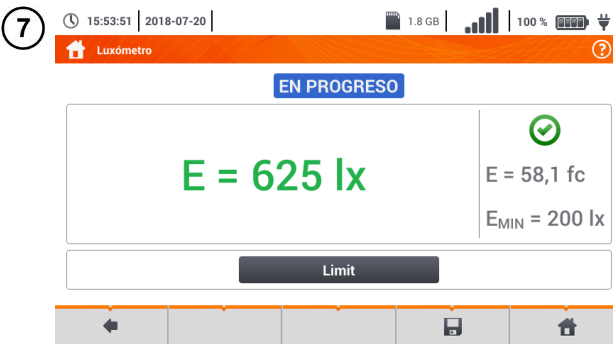 7
15:53:51 2018-07-20 1.8 GB 100 %
Luxómetro ?
EN PROGRESO
E = 625 lx
E = 58,1 fc
EMIN = 200 lx
Limit